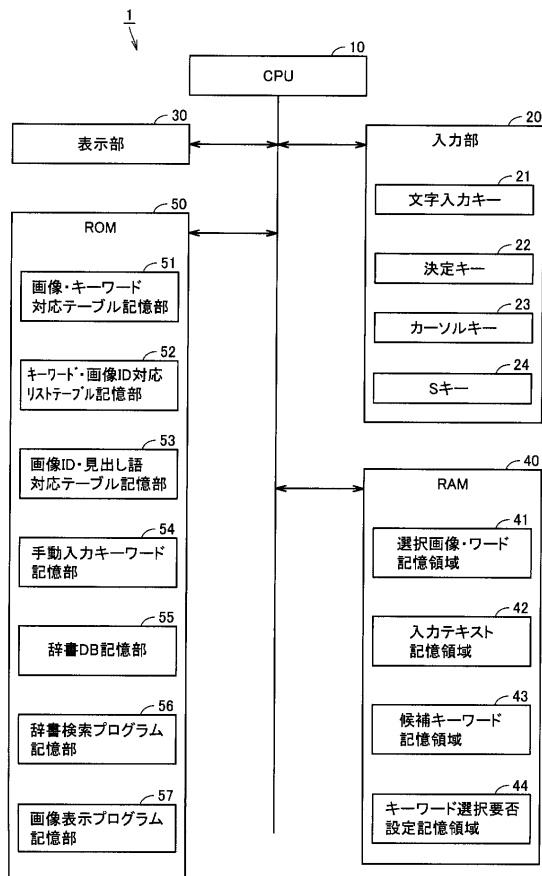 1
10
CPU
30
表示部
20
入力部
21
文字入力キー
22
決定キー
23
カーソルキー
24
Sキー
50
ROM
51
画像・キーワード
対応テーブル記憶部
52
キーワード・画像ID対応
リストテーブル記憶部
53
画像ID・見出し語
対応テーブル記憶部
54
手動入力キーワード
記憶部
55
辞書DB記憶部
56
辞書検索プログラム
記憶部
57
画像表示プログラム
記憶部
40
RAM
41
選択画像・ワード
記憶領域
42
入力テキスト
記憶領域
43
候補キーワード
記憶領域
44
キーワード選択要否
設定記憶領域